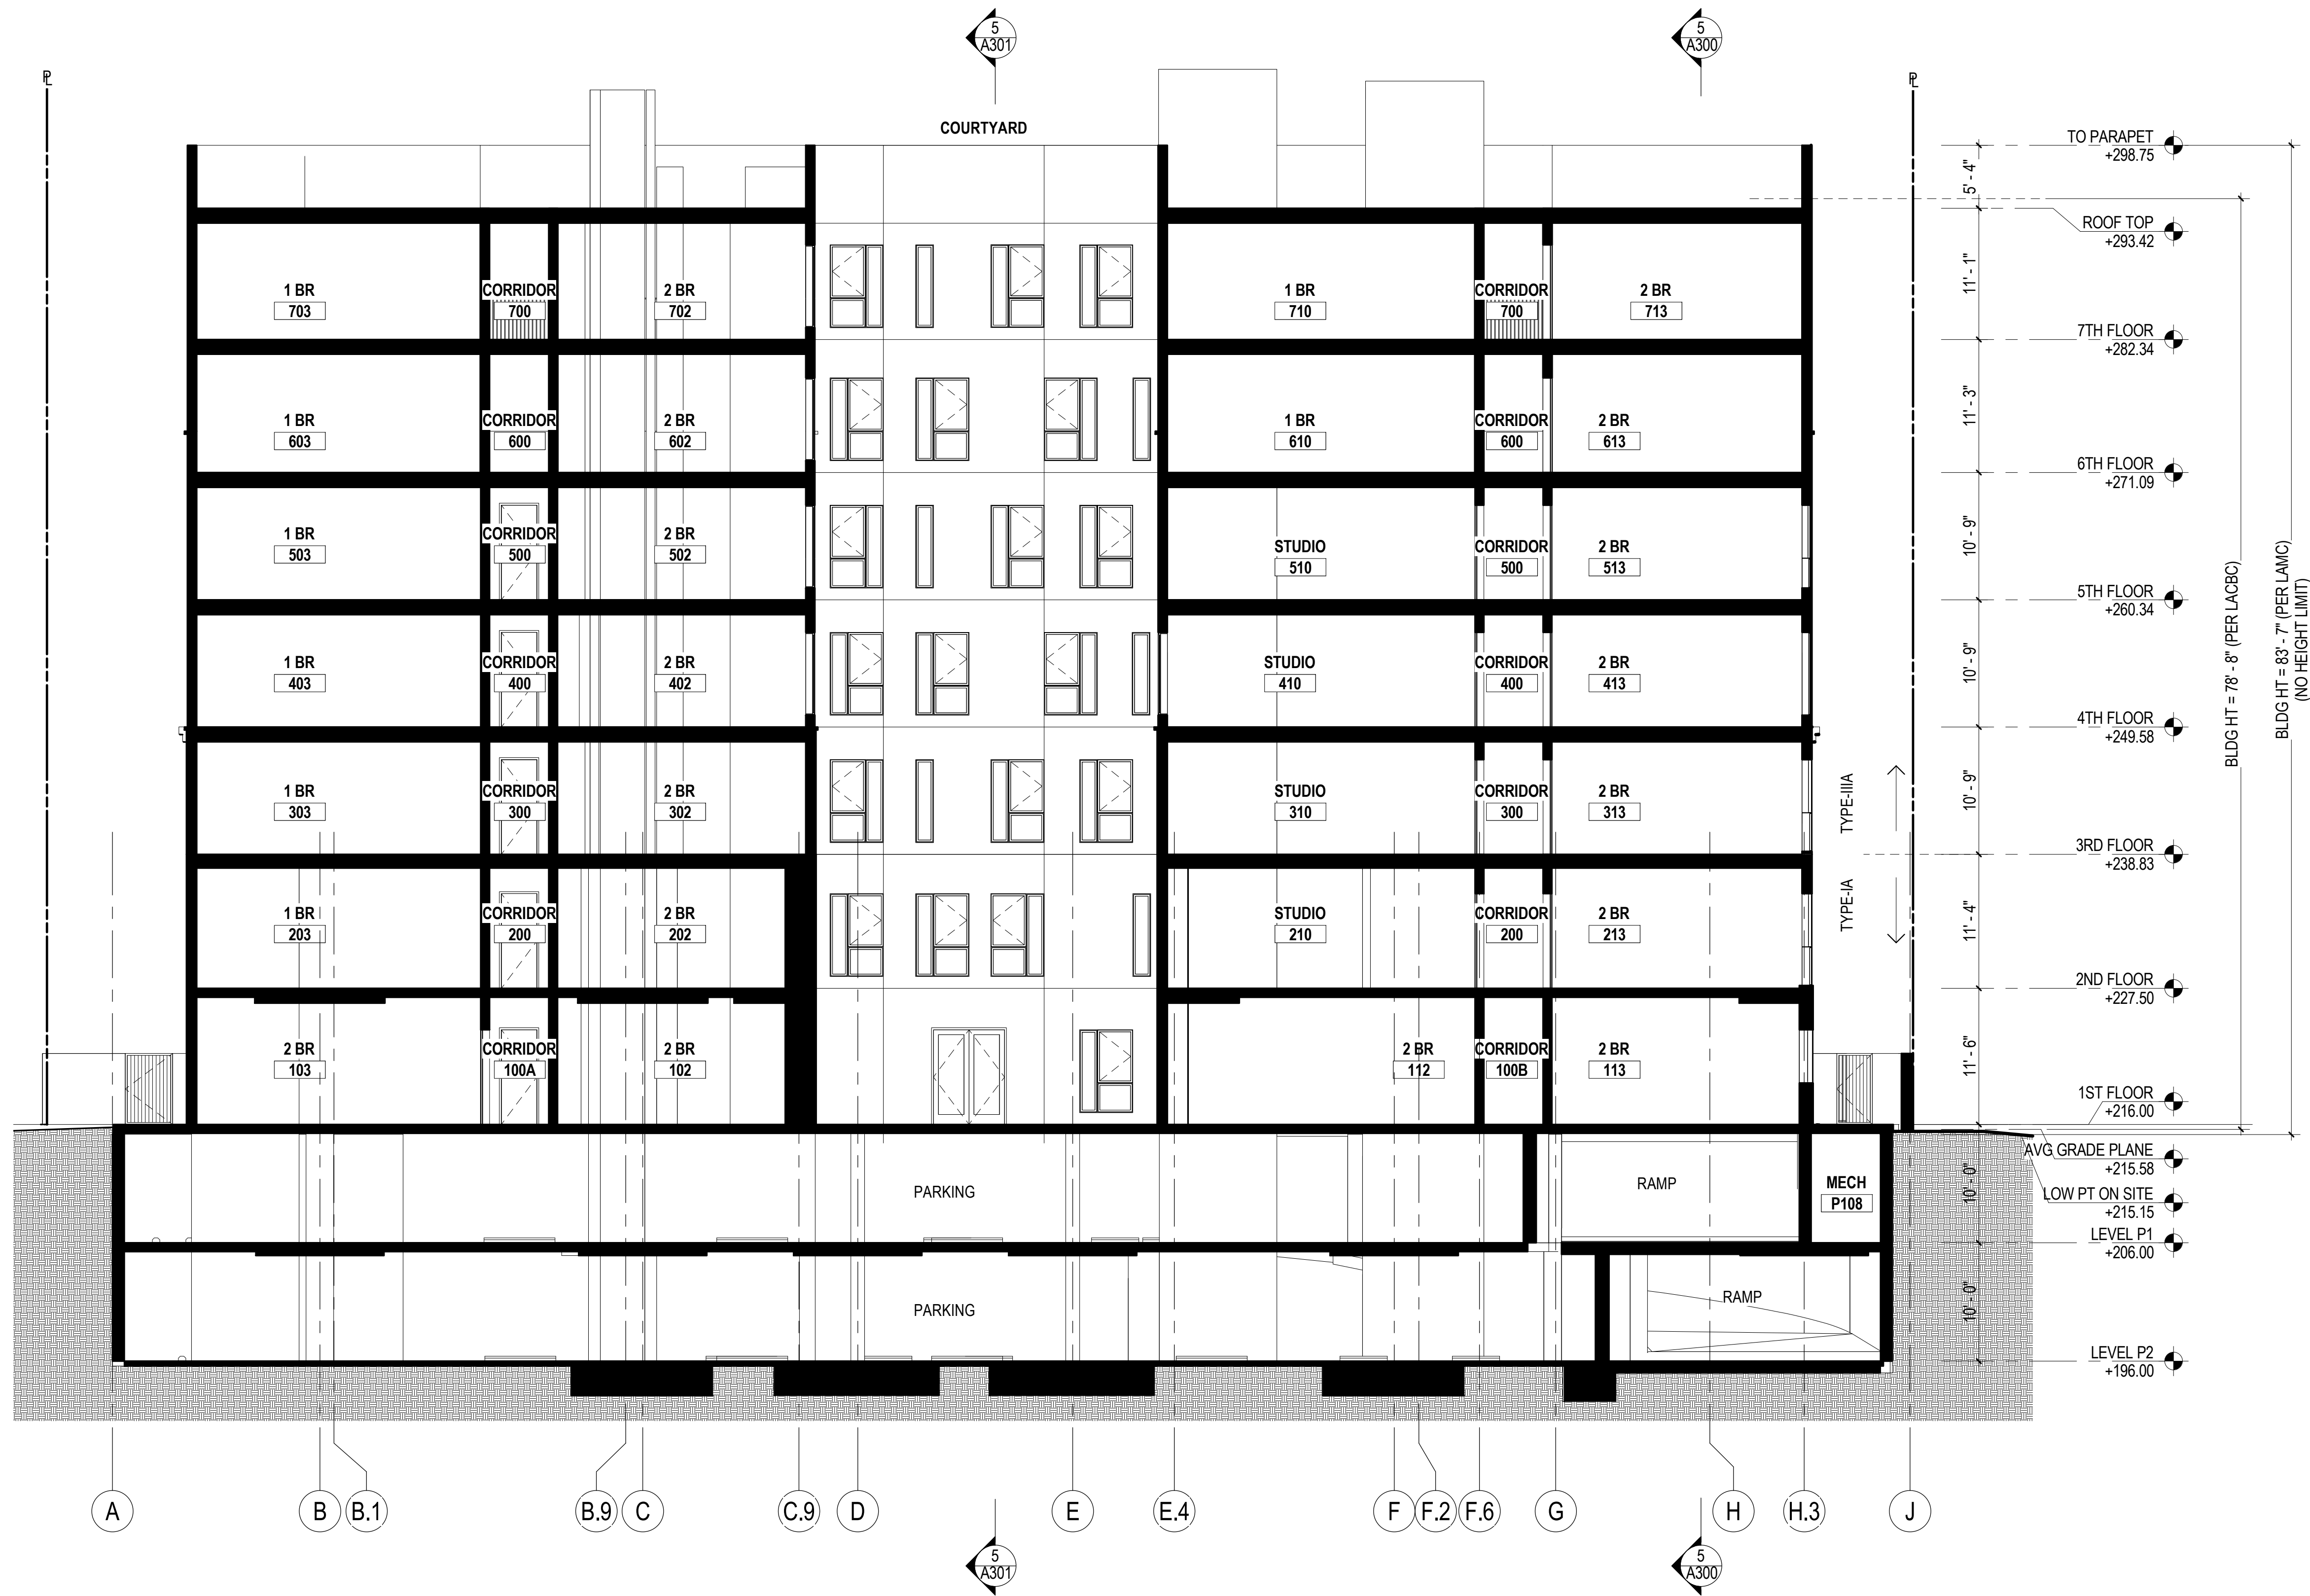 5
A301
5
A300
PL
PL
COURTYARD
TO PARAPET
+298.75
5' - 4"
ROOF TOP
+293.42
11' - 1"
1 BR
703
CORRIDOR
700
2 BR
702
1 BR
710
CORRIDOR
700
2 BR
713
7TH FLOOR
+282.34
11' - 3"
1 BR
603
CORRIDOR
600
2 BR
602
1 BR
610
CORRIDOR
600
2 BR
613
6TH FLOOR
+271.09
10' - 9"
1 BR
503
CORRIDOR
500
2 BR
502
STUDIO
510
CORRIDOR
500
2 BR
513
5TH FLOOR
+260.34
10' - 9"
1 BR
403
CORRIDOR
400
2 BR
402
STUDIO
410
CORRIDOR
400
2 BR
413
4TH FLOOR
+249.58
10' - 9"
1 BR
303
CORRIDOR
300
2 BR
302
STUDIO
310
CORRIDOR
300
2 BR
313
TYPE-IIIA
3RD FLOOR
+238.83
TYPE-IA
11' - 4"
1 BR
203
CORRIDOR
200
2 BR
202
STUDIO
210
CORRIDOR
200
2 BR
213
2ND FLOOR
+227.50
11' - 6"
2 BR
103
CORRIDOR
100A
2 BR
102
2 BR
112
CORRIDOR
100B
2 BR
113
1ST FLOOR
+216.00
BLDG HT = 78' - 8" (PER LACBC)
BLDG HT = 83' - 7" (PER LAMC)
(NO HEIGHT LIMIT)
AVG GRADE PLANE
+215.58
LOW PT ON SITE
+215.15
10' - 0"
PARKING
RAMP
MECH
P108
LEVEL P1
+206.00
10' - 0"
PARKING
RAMP
LEVEL P2
+196.00
A
B
B.1
B.9
C
C.9
D
E
E.4
F
F.2
F.6
G
H
H.3
J
5
A301
5
A300